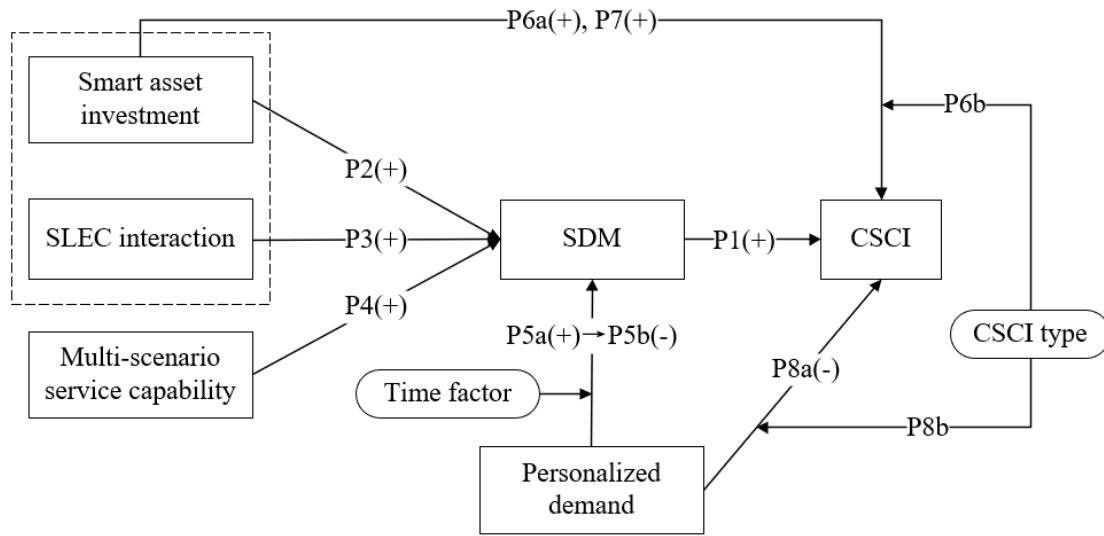 P6a(+), P7(+)
Smart asset
investment
P6b
P2(+)
SLEC interaction
P3(+)
SDM
P1(+)
CSCI
P4(+)
P5a(+)→P5b(-)
CSCI type
Multi-scenario
service capability
P8a(-)
Time factor
P8b
Personalized
demand